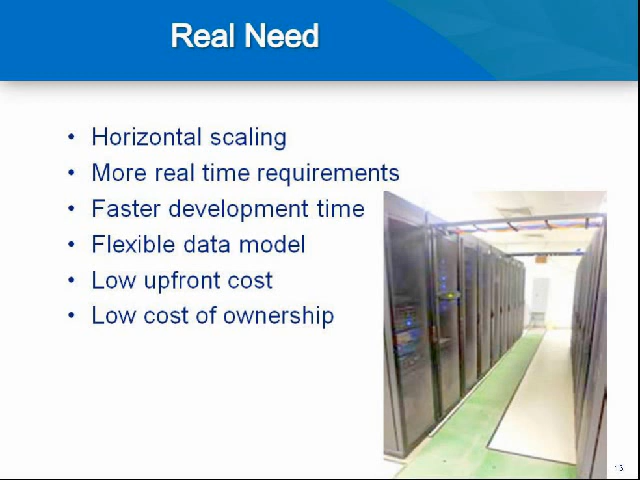 Real Need
• Horizontal scaling
• More real time requirements
• Faster development time
• Flexible data model
• Low upfront cost
• Low cost of ownership